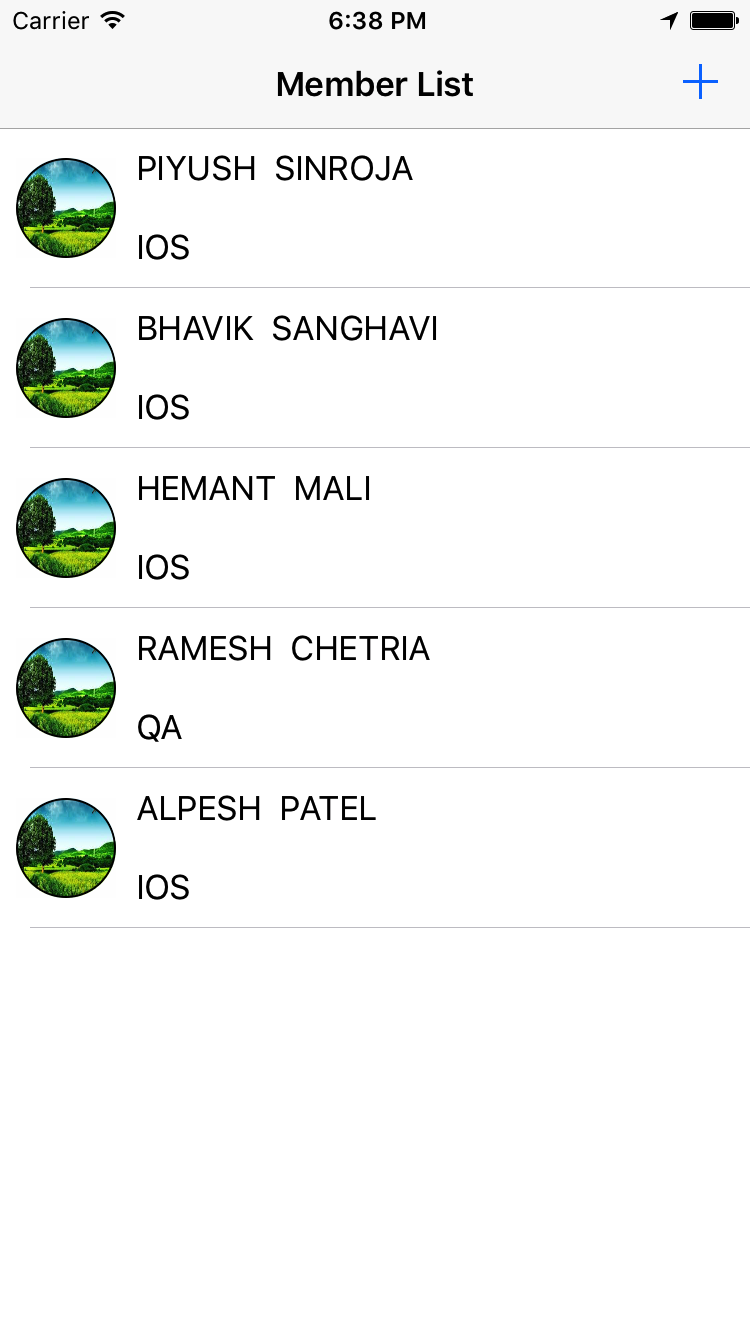 Carrier 6:38 PM
Member List
PIYUSH  SINROJA
IOS
BHAVIK  SANGHAVI
IOS
HEMANT  MALI
IOS
RAMESH  CHETRIA
QA
ALPESH  PATEL
IOS